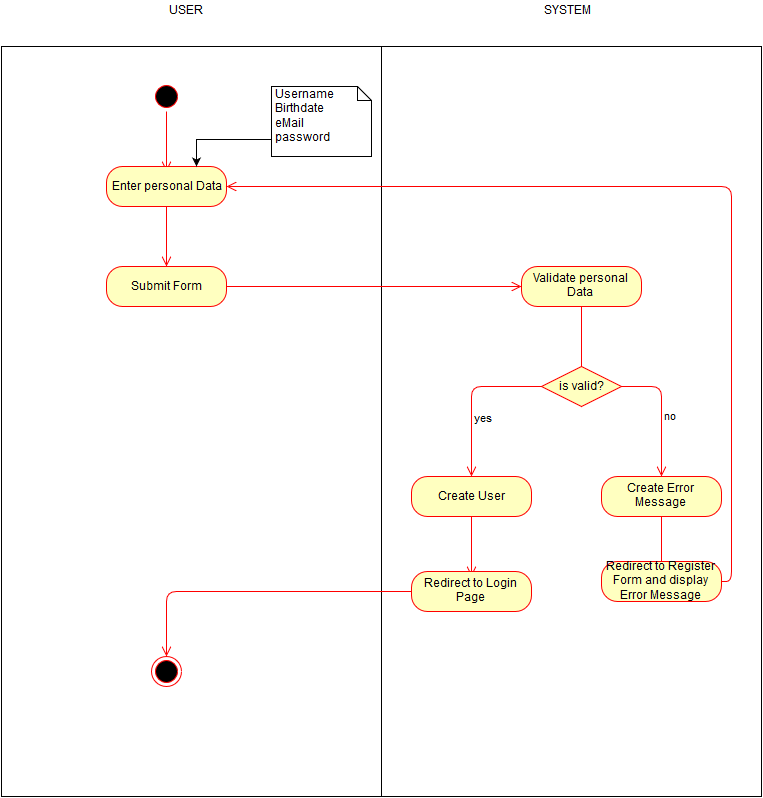 USER
SYSTEM
Username
Birthdate
eMail
password
Enter personal Data
Submit Form
Validate personal
Data
is valid?
yes
no
Create User
Create Error
Message
Redirect to Login
Page
Redirect to Register
Form and display
Error Message